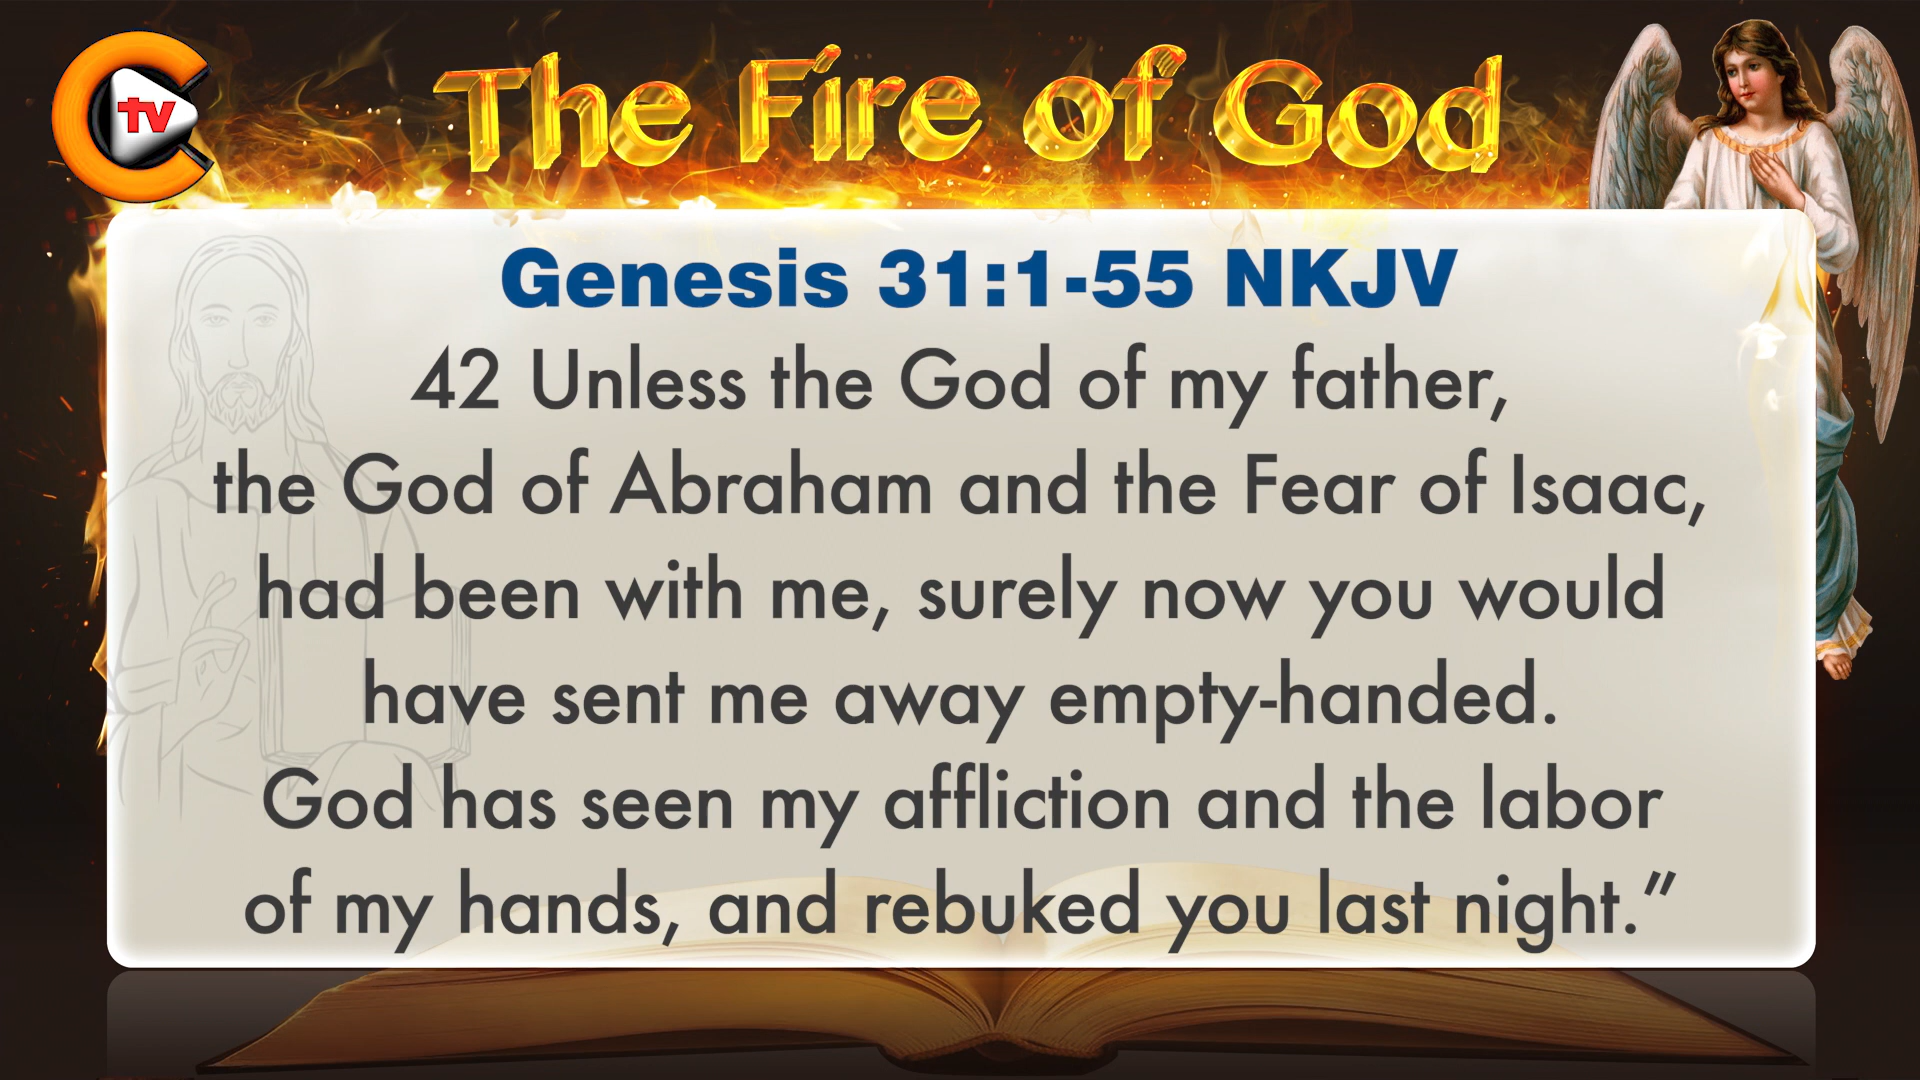 tv
The Fire of God
Genesis 31:1-55 NKJV
42 Unless the God of my father,
the God of Abraham and the Fear of Isaac,
had been with me, surely now you would
have sent me away empty-handed.
God has seen my affliction and the labor
of my hands, and rebuked you last night.”